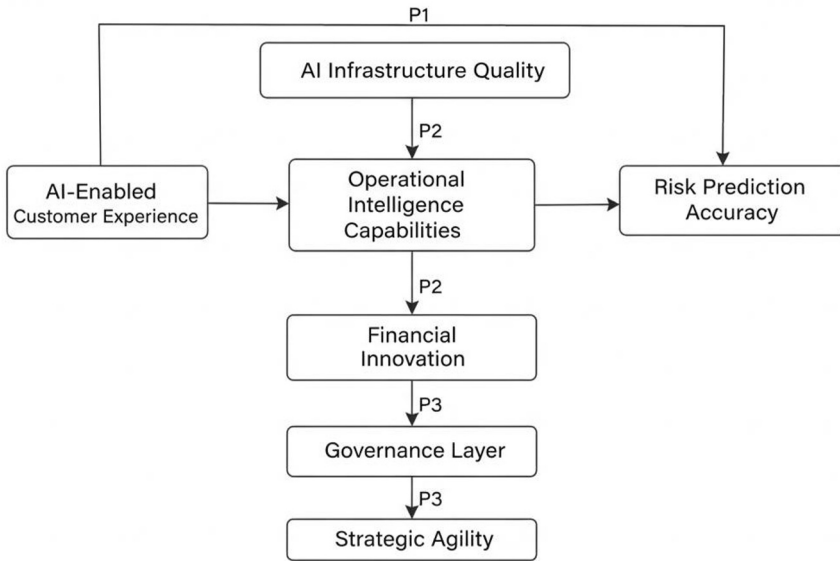 P1
AI Infrastructure Quality
P2
AI-Enabled
Customer Experience
Operational
Intelligence
Capabilities
Risk Prediction
Accuracy
P2
Financial
Innovation
P3
Governance Layer
P3
Strategic Agility